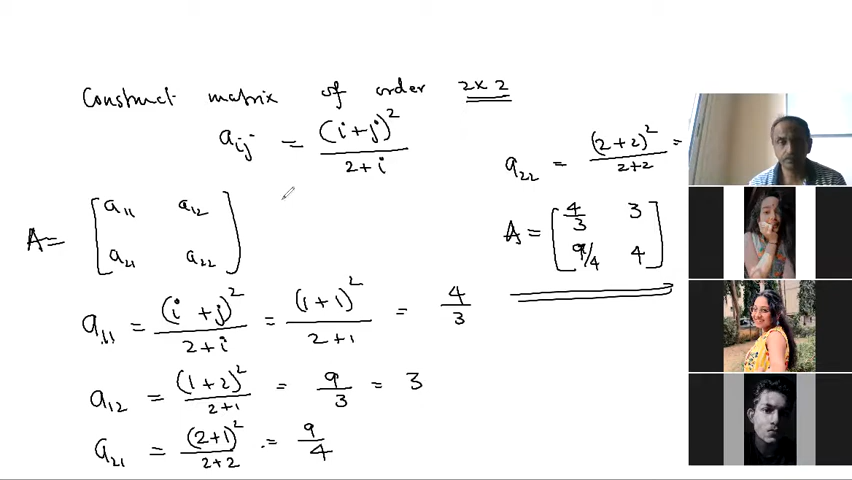 Construct matrix of order 2×2
aij = (i+j)² / 2+i
A = [ a11 a12
a21 a22 ]
a11 = (i+j)² / 2+i = (1+1)² / 2+1 = 4/3
a12 = (1+2)² / 2+1 = 9/3 = 3
a21 = (2+1)² / 2+2 = 9/4
a22 = (2+2)² / 2+2 =
A = [ 4/3 3
9/4 4 ]